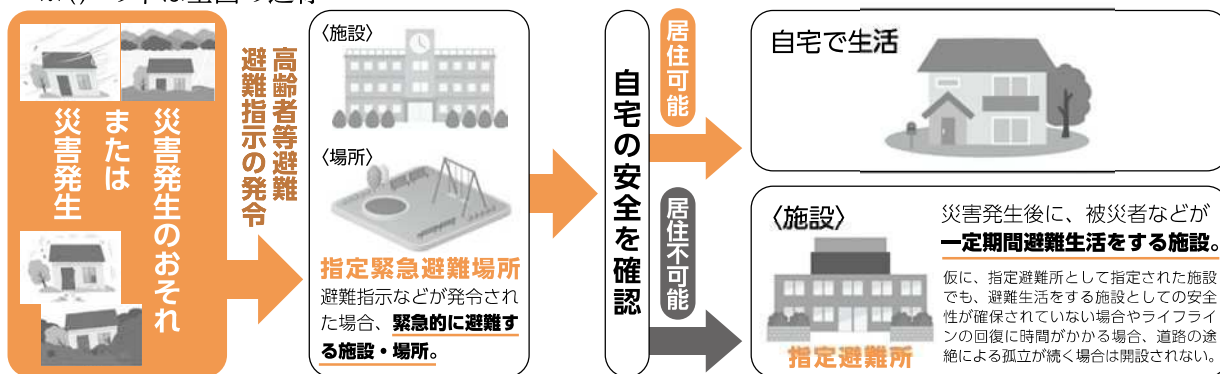 災害発生のおそれ
または
災害発生
高齢者等避難
避難指示の発令
〈施設〉
〈場所〉
指定緊急避難場所
避難指示などが発令され
た場合、緊急的に避難す
る施設・場所。
自宅の安全を確認
居住可能
自宅で生活
居住不可能
〈施設〉
指定避難所
災害発生後に、被災者などが
一定期間避難生活をする施設。
仮に、指定避難所として指定された施設
でも、避難生活をする施設としての安全
性が確保されていない場合やライフライ
ンの回復に時間がかかる場合、道路の途
絶による孤立が続く場合は開設されない。